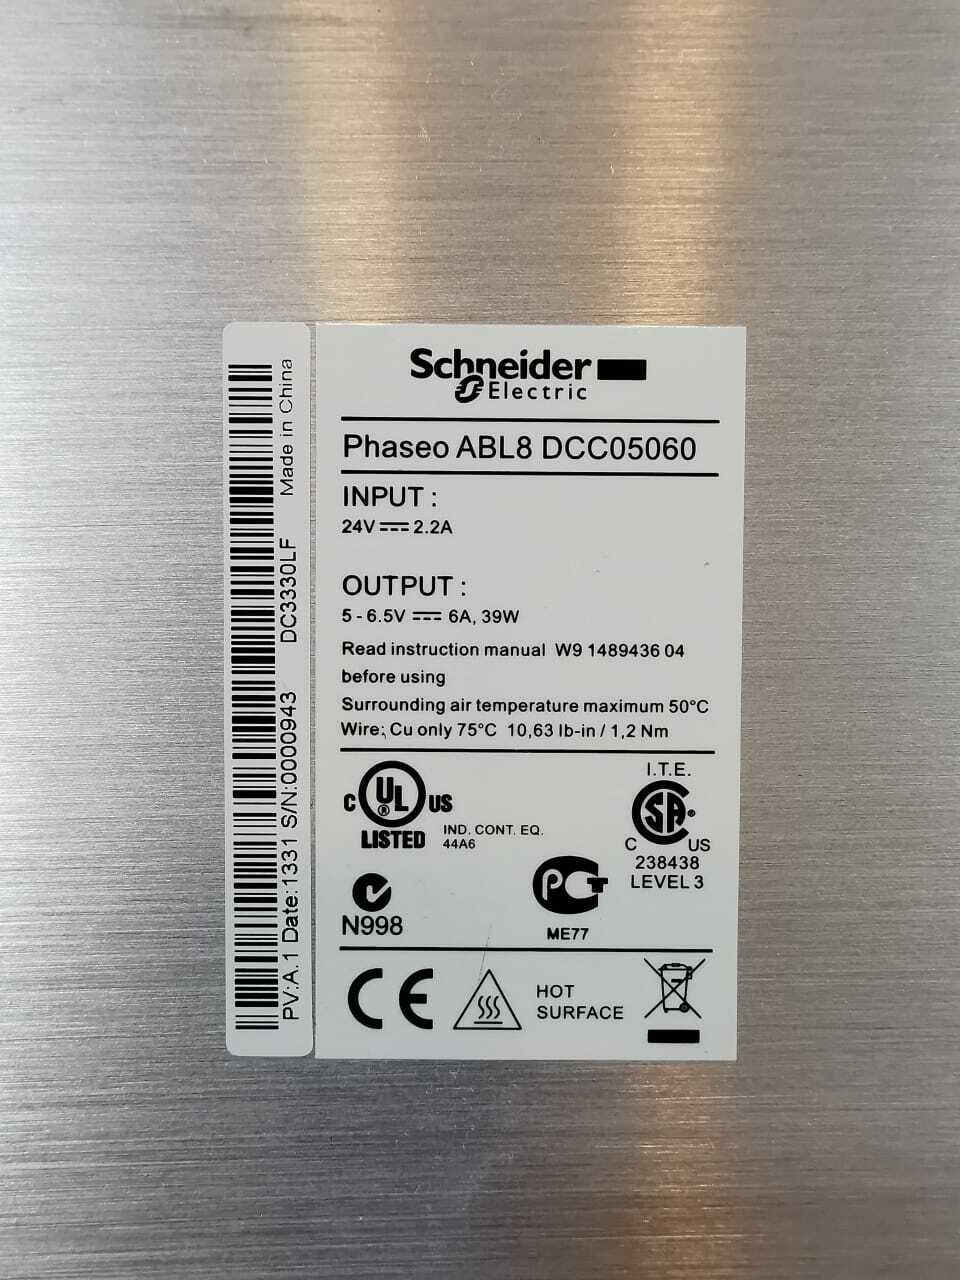 Schneider
Electric
Phaseo ABL8 DCC05060
INPUT :
24V 2.2A
OUTPUT :
5 - 6.5V 6A, 39W
Read instruction manual W9 1489436 04
before using
Surrounding air temperature maximum 50°C
Wire: Cu only 75°C 10,63 lb-in / 1,2 Nm
C UL ® US
LISTED
IND. CONT. EQ.
44A6
I.T.E.
SA ®
C US
238438
LEVEL 3
N998
PCT
ME77
CE
HOT
SURFACE
PV:A.1 Date:1331 S/N:0000943 DC3330LF Made in China